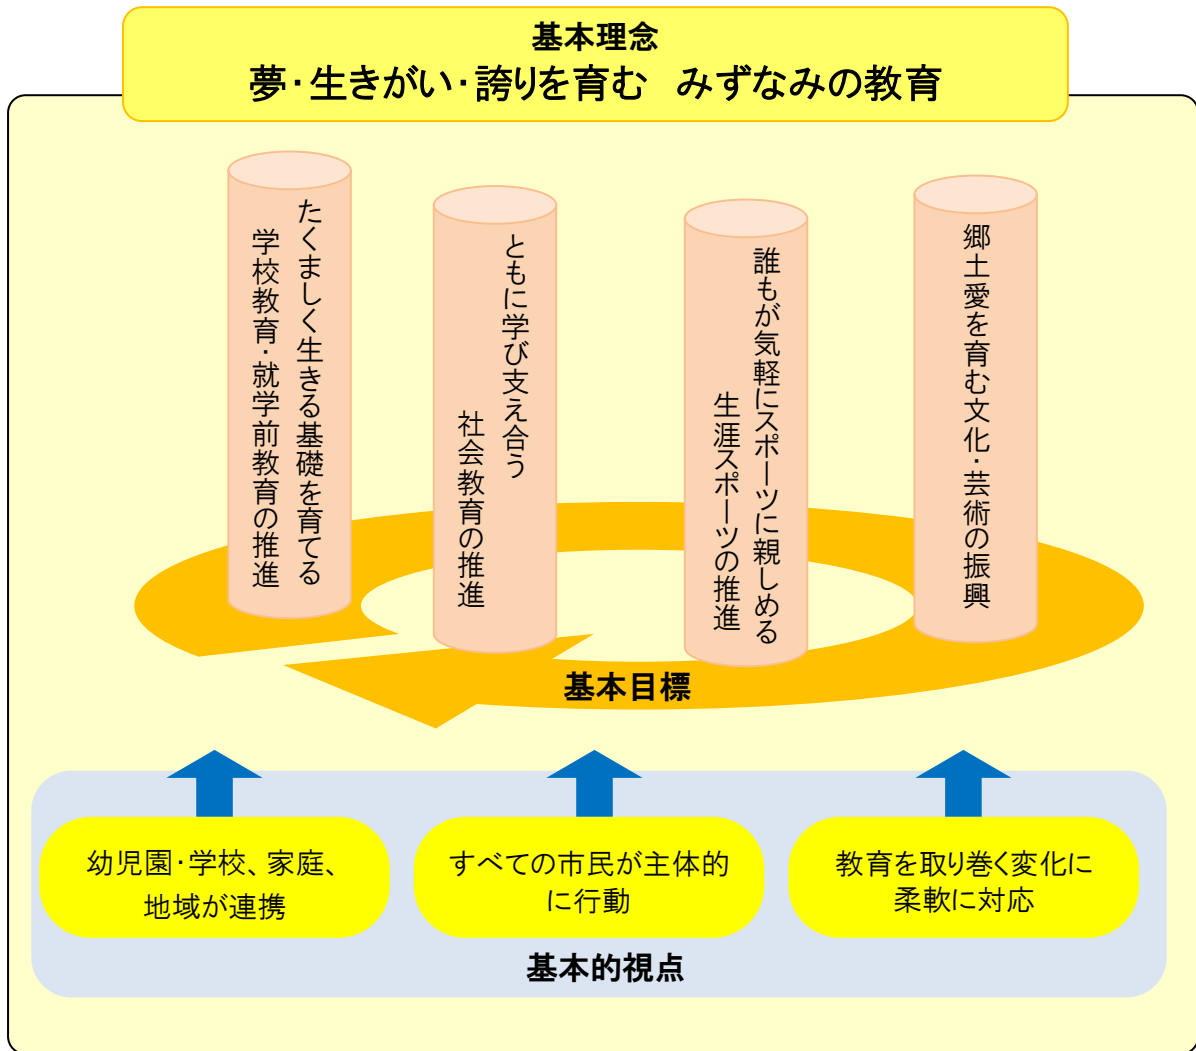 基本理念
夢・生きがい・誇りを育む　みずなみの教育
たくましく生きる基礎を育てる
学校教育・就学前教育の推進
ともに学び支え合う
社会教育の推進
誰もが気軽にスポーツに親しめる
生涯スポーツの推進
郷土愛を育む文化・芸術の振興
基本目標
幼児園・学校、家庭、
地域が連携
すべての市民が主体的
に行動
教育を取り巻く変化に
柔軟に対応
基本的視点